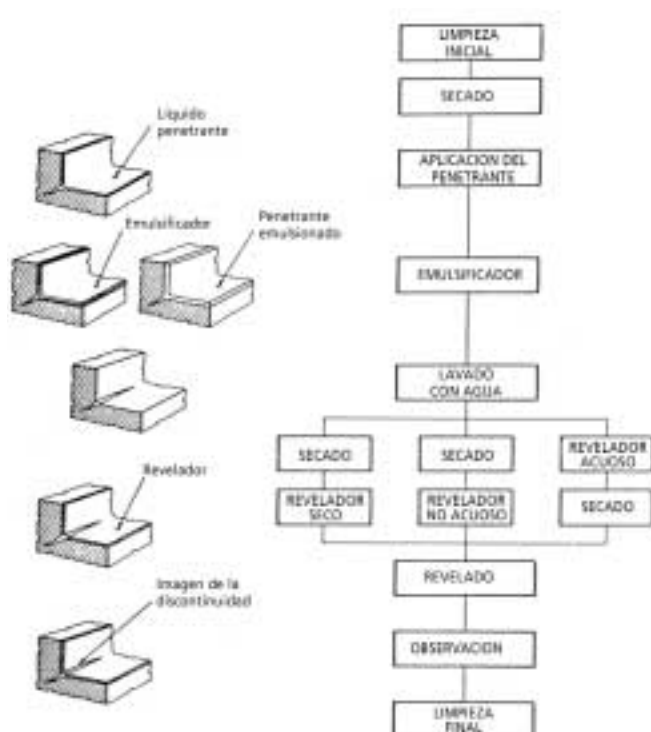 LIMPIEZA
INICIAL
SECADO
Líquido
penetrante
APLICACION DEL
PENETRANTE
Emulsificador
Penetrante
emulsionado
EMULSIFICADOR
LAVADO
CON AGUA
SECADO
SECADO
REVELADOR
ACUOSO
Revelador
REVELADOR
SECO
REVELADOR
NO ACUOSO
SECADO
Imagen de la
discontinuidad
REVELADO
OBSERVACION
LIMPIEZA
FINAL